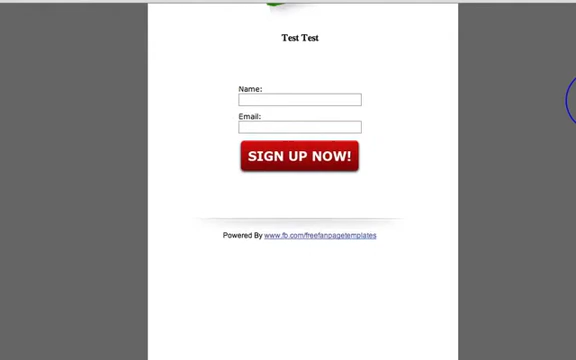 Test Test
Name:
Email:
SIGN UP NOW!
Powered By www.fb.com/freefanpagetemplates